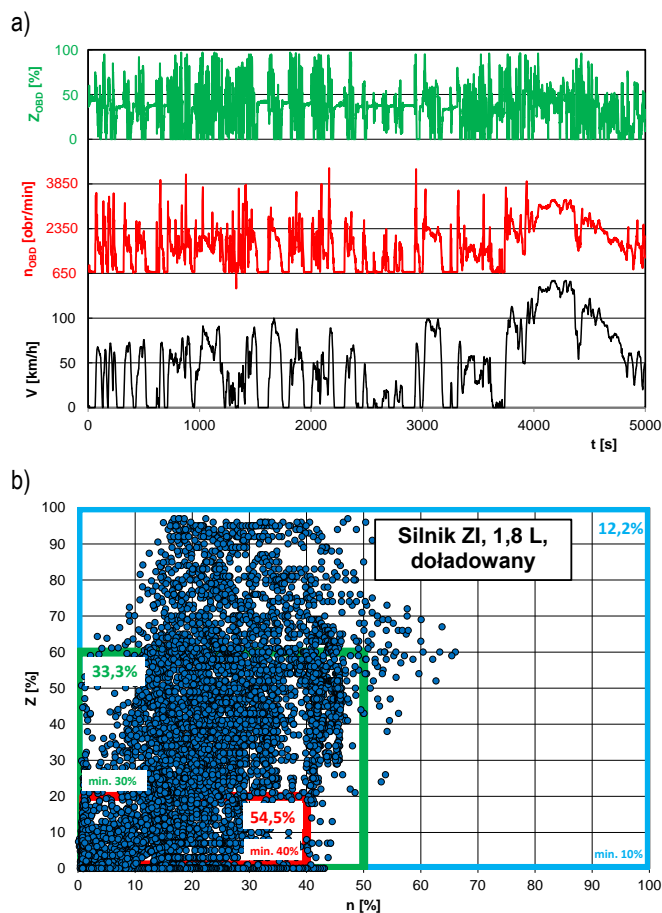 a)
100
50
0
Z_OBD [%]
3850
2350
650
n_OBD [obr/min]
100
50
0
V [km/h]
0 1000 2000 3000 4000 5000
t [s]
b)
100
90
80
70
60
50
40
30
20
10
0
Z [%]
Silnik ZI, 1,8 L,
doładowany
12,2%
33,3%
min. 30%
54,5%
min. 40%
min. 10%
0 10 20 30 40 50 60 70 80 90 100
n [%]